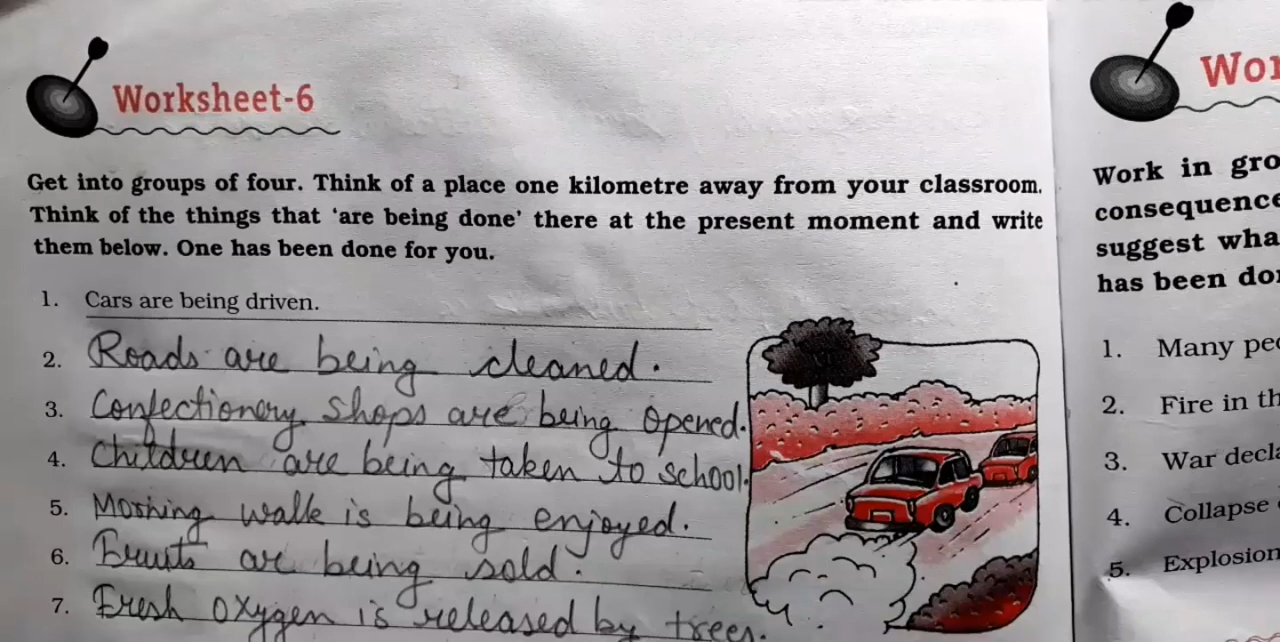 Worksheet-6
Get into groups of four. Think of a place one kilometre away from your classroom.
Think of the things that 'are being done' there at the present moment and write
them below. One has been done for you.
1. Cars are being driven.
2. Roads are being cleaned.
3. Confectionery shops are being opened.
4. Children are being taken to school.
5. Morning walk is being enjoyed.
6. Fruits are being sold.
7. Fresh oxygen is released by trees.
Wor
Work in gro
consequence
suggest wha
has been do
1. Many peo
2. Fire in th
3. War decla
4. Collapse
5. Explosion